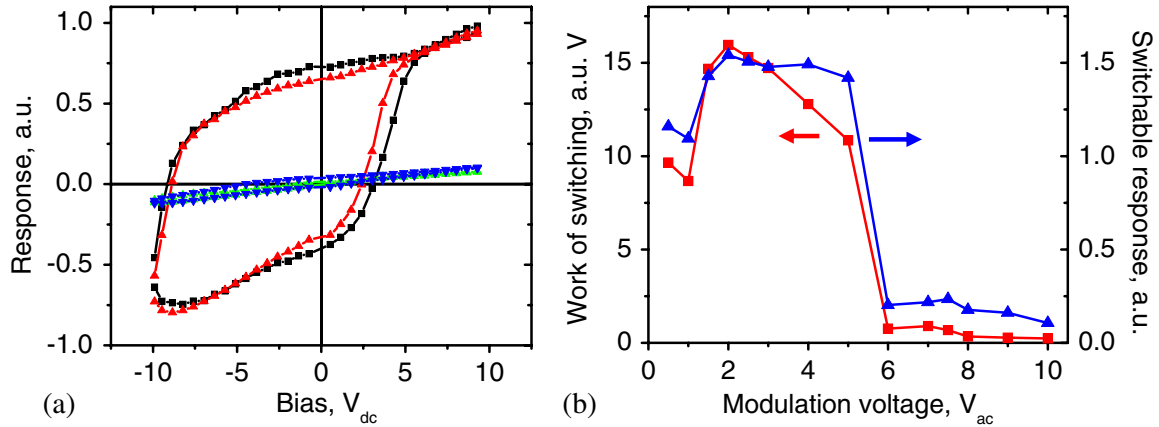 1.0
0.5
0.0
-0.5
-1.0
Response, a.u.
-10 -5 0 5 10
Bias, V_dc
(a)
15
10
5
0
Work of switching, a.u. V
1.5
1.0
0.5
0.0
Switchable response, a.u.
0 2 4 6 8 10
Modulation voltage, V_ac
(b)